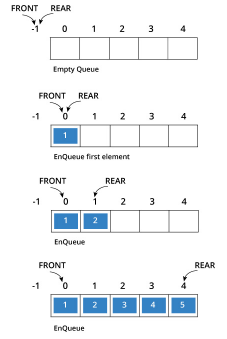 FRONT REAR
-1 0 1 2 3 4
Empty Queue
FRONT REAR
-1 0 1 2 3 4
1
EnQueue first element
FRONT REAR
-1 0 1 2 3 4
1 2
EnQueue
FRONT REAR
-1 0 1 2 3 4
1 2 3 4 5
EnQueue